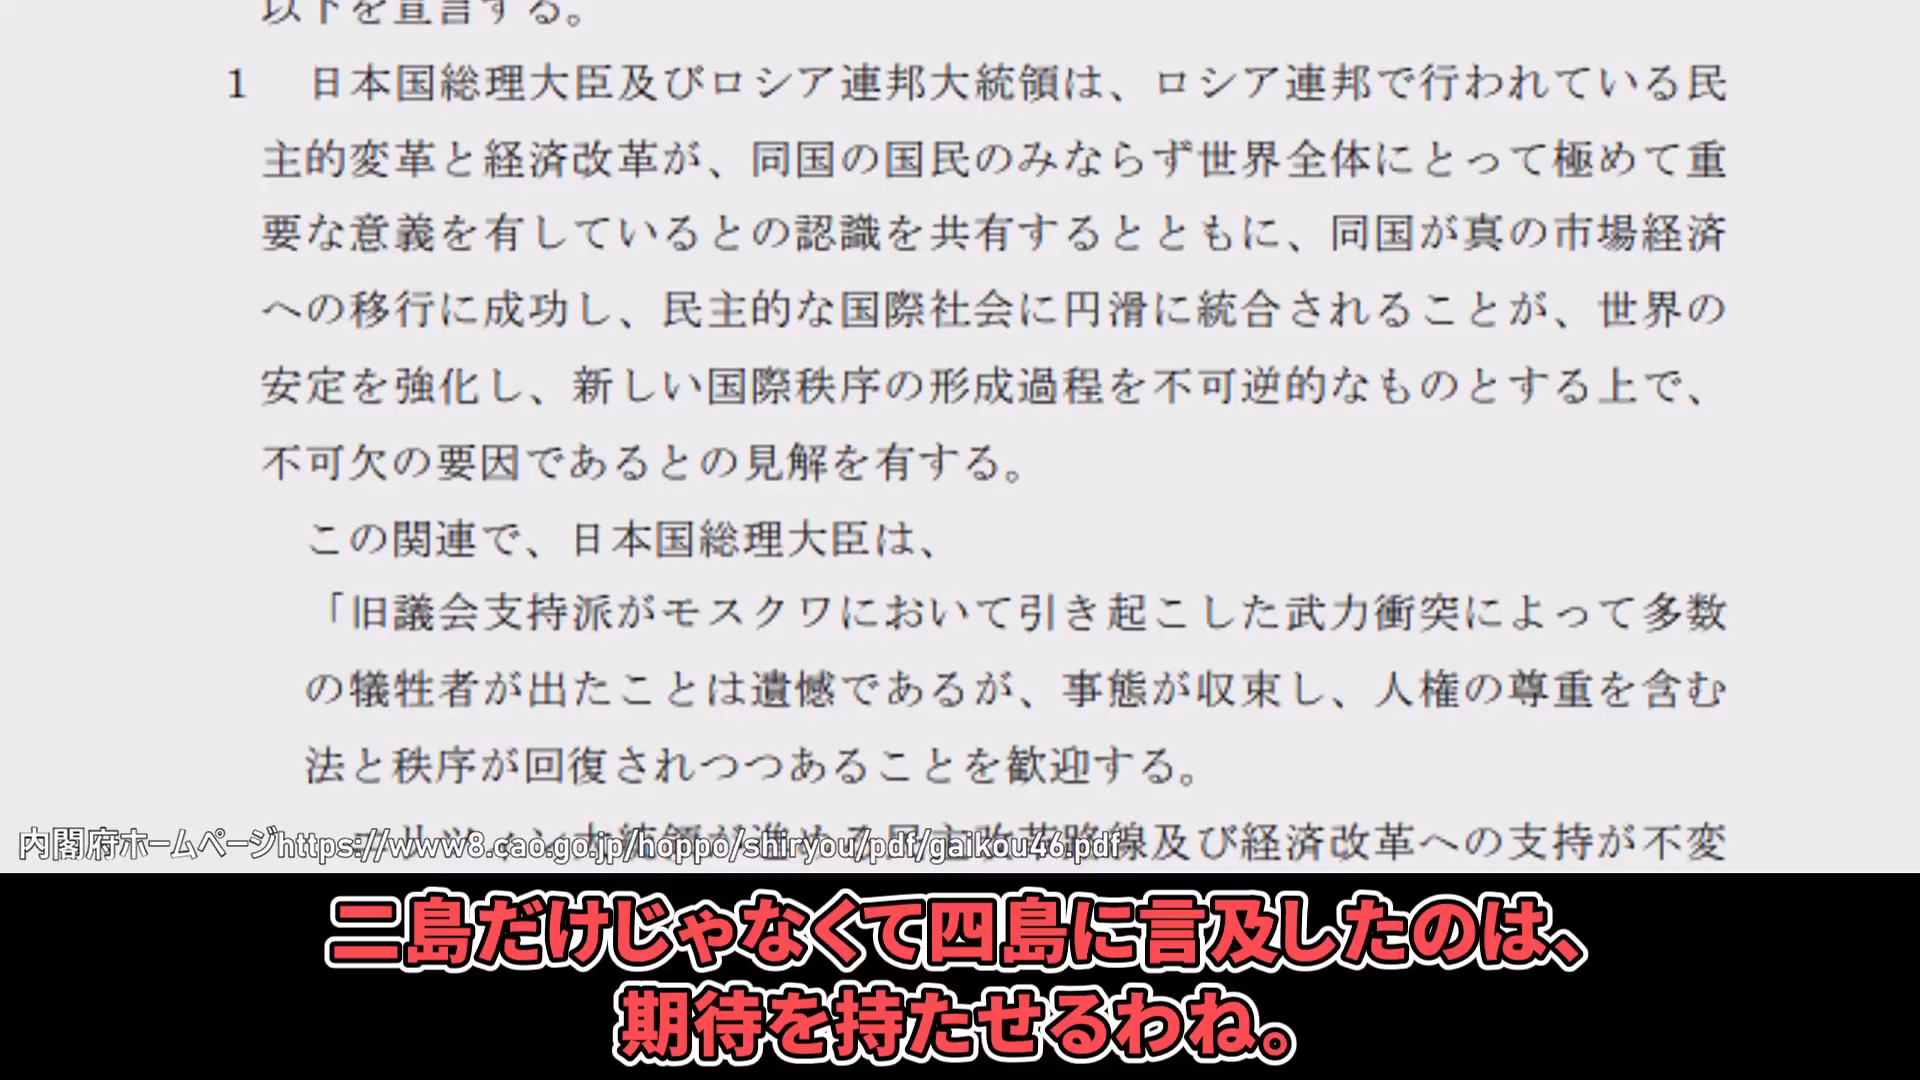 以下を宣言する。
1 日本国総理大臣及びロシア連邦大統領は、ロシア連邦で行われている民
主的変革と経済改革が、同国の国民のみならず世界全体にとって極めて重
要な意義を有しているとの認識を共有するとともに、同国が真の市場経済
への移行に成功し、民主的な国際社会に円滑に統合されることが、世界の
安定を強化し、新しい国際秩序の形成過程を不可逆的なものとする上で、
不可欠の要因であるとの見解を有する。
この関連で、日本国総理大臣は、
「旧議会支持派がモスクワにおいて引き起こした武力衝突によって多数
の犠牲者が出たことは遺憾であるが、事態が収束し、人権の尊重を含む
法と秩序が回復されつつあることを歓迎する。
エリツィン大統領が進める民主改革路線及び経済改革への支持が不変
内閣府ホームページhttps://www8.cao.go.jp/hoppo/shiryou/pdf/gaikou46.pdf
二島だけじゃなくて四島に言及したのは、
期待を持たせるわね。